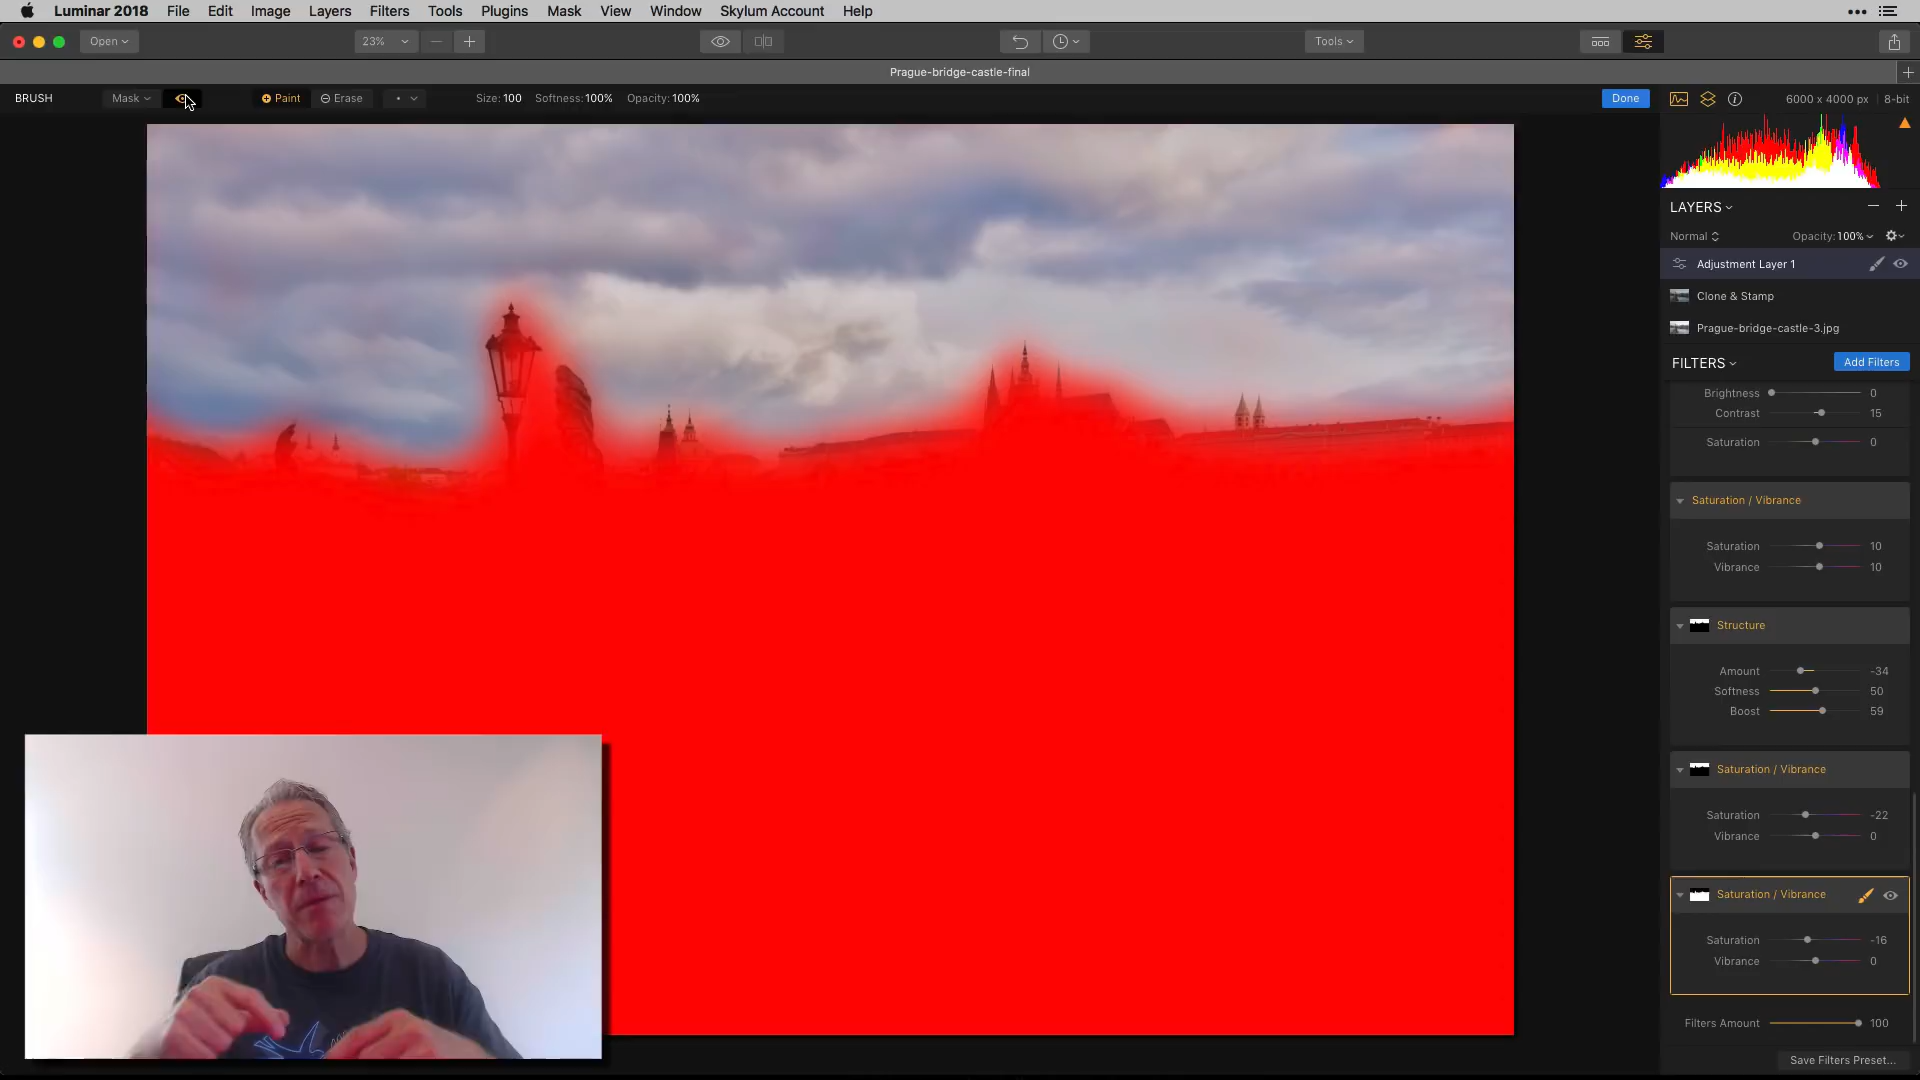 Luminar 2018 File Edit Image Layers Filters Tools Plugins Mask View Window Skylum Account Help
Open 23% Tools
Prague-bridge-castle-final
BRUSH Mask Paint Erase Size: 100 Softness: 100% Opacity: 100% Done 6000 x 4000 px 8-bit
LAYERS
Normal Opacity: 100%
Adjustment Layer 1
Clone & Stamp
Prague-bridge-castle-3.jpg
FILTERS Add Filters
Brightness 0
Contrast 15
Saturation 0
Saturation / Vibrance
Saturation 10
Vibrance 10
Structure
Amount -34
Softness 50
Boost 59
Saturation / Vibrance
Saturation -22
Vibrance 0
Saturation / Vibrance
Saturation -16
Vibrance 0
Filters Amount 100
Save Filters Preset...